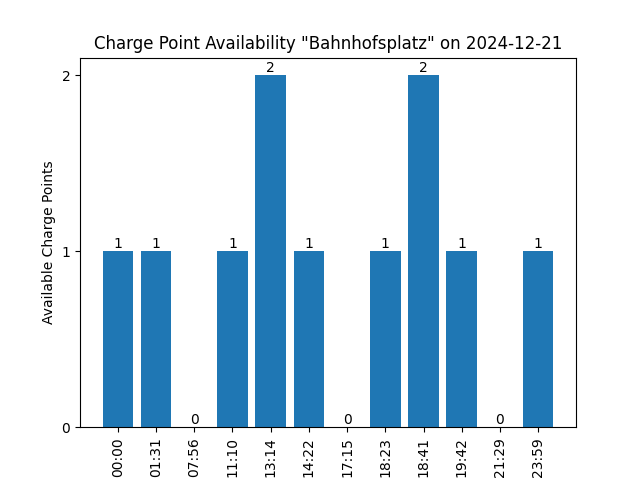 Charge Point Availability "Bahnhofsplatz" on 2024-12-21
Available Charge Points
2
1
0
1 1 0 1 2 1 0 1 2 1 0 1
00:00 01:31 07:56 11:10 13:14 14:22 17:15 18:23 18:41 19:42 21:29 23:59